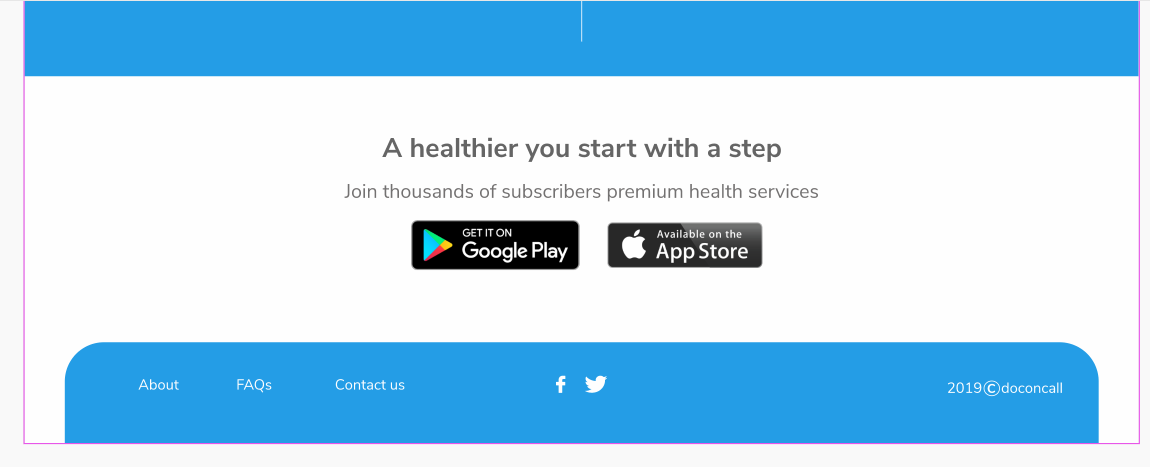 A healthier you start with a step
Join thousands of subscribers premium health services
GET IT ON
Google Play
Available on the
App Store
About FAQs Contact us
2019©doconcall